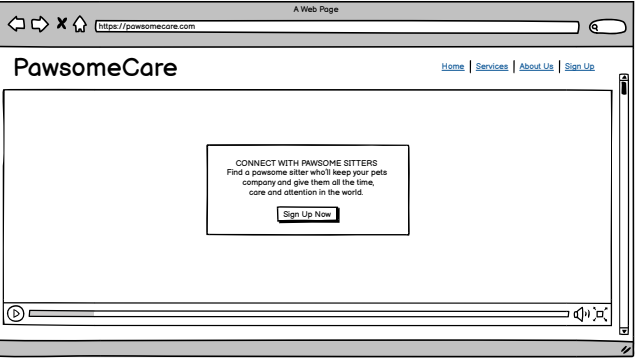 A Web Page
https://pawsomecare.com
PawsomeCare
Home | Services | About Us | Sign Up
CONNECT WITH PAWSOME SITTERS
Find a pawsome sitter who'll keep your pets
company and give them all the time,
care and attention in the world.
Sign Up Now